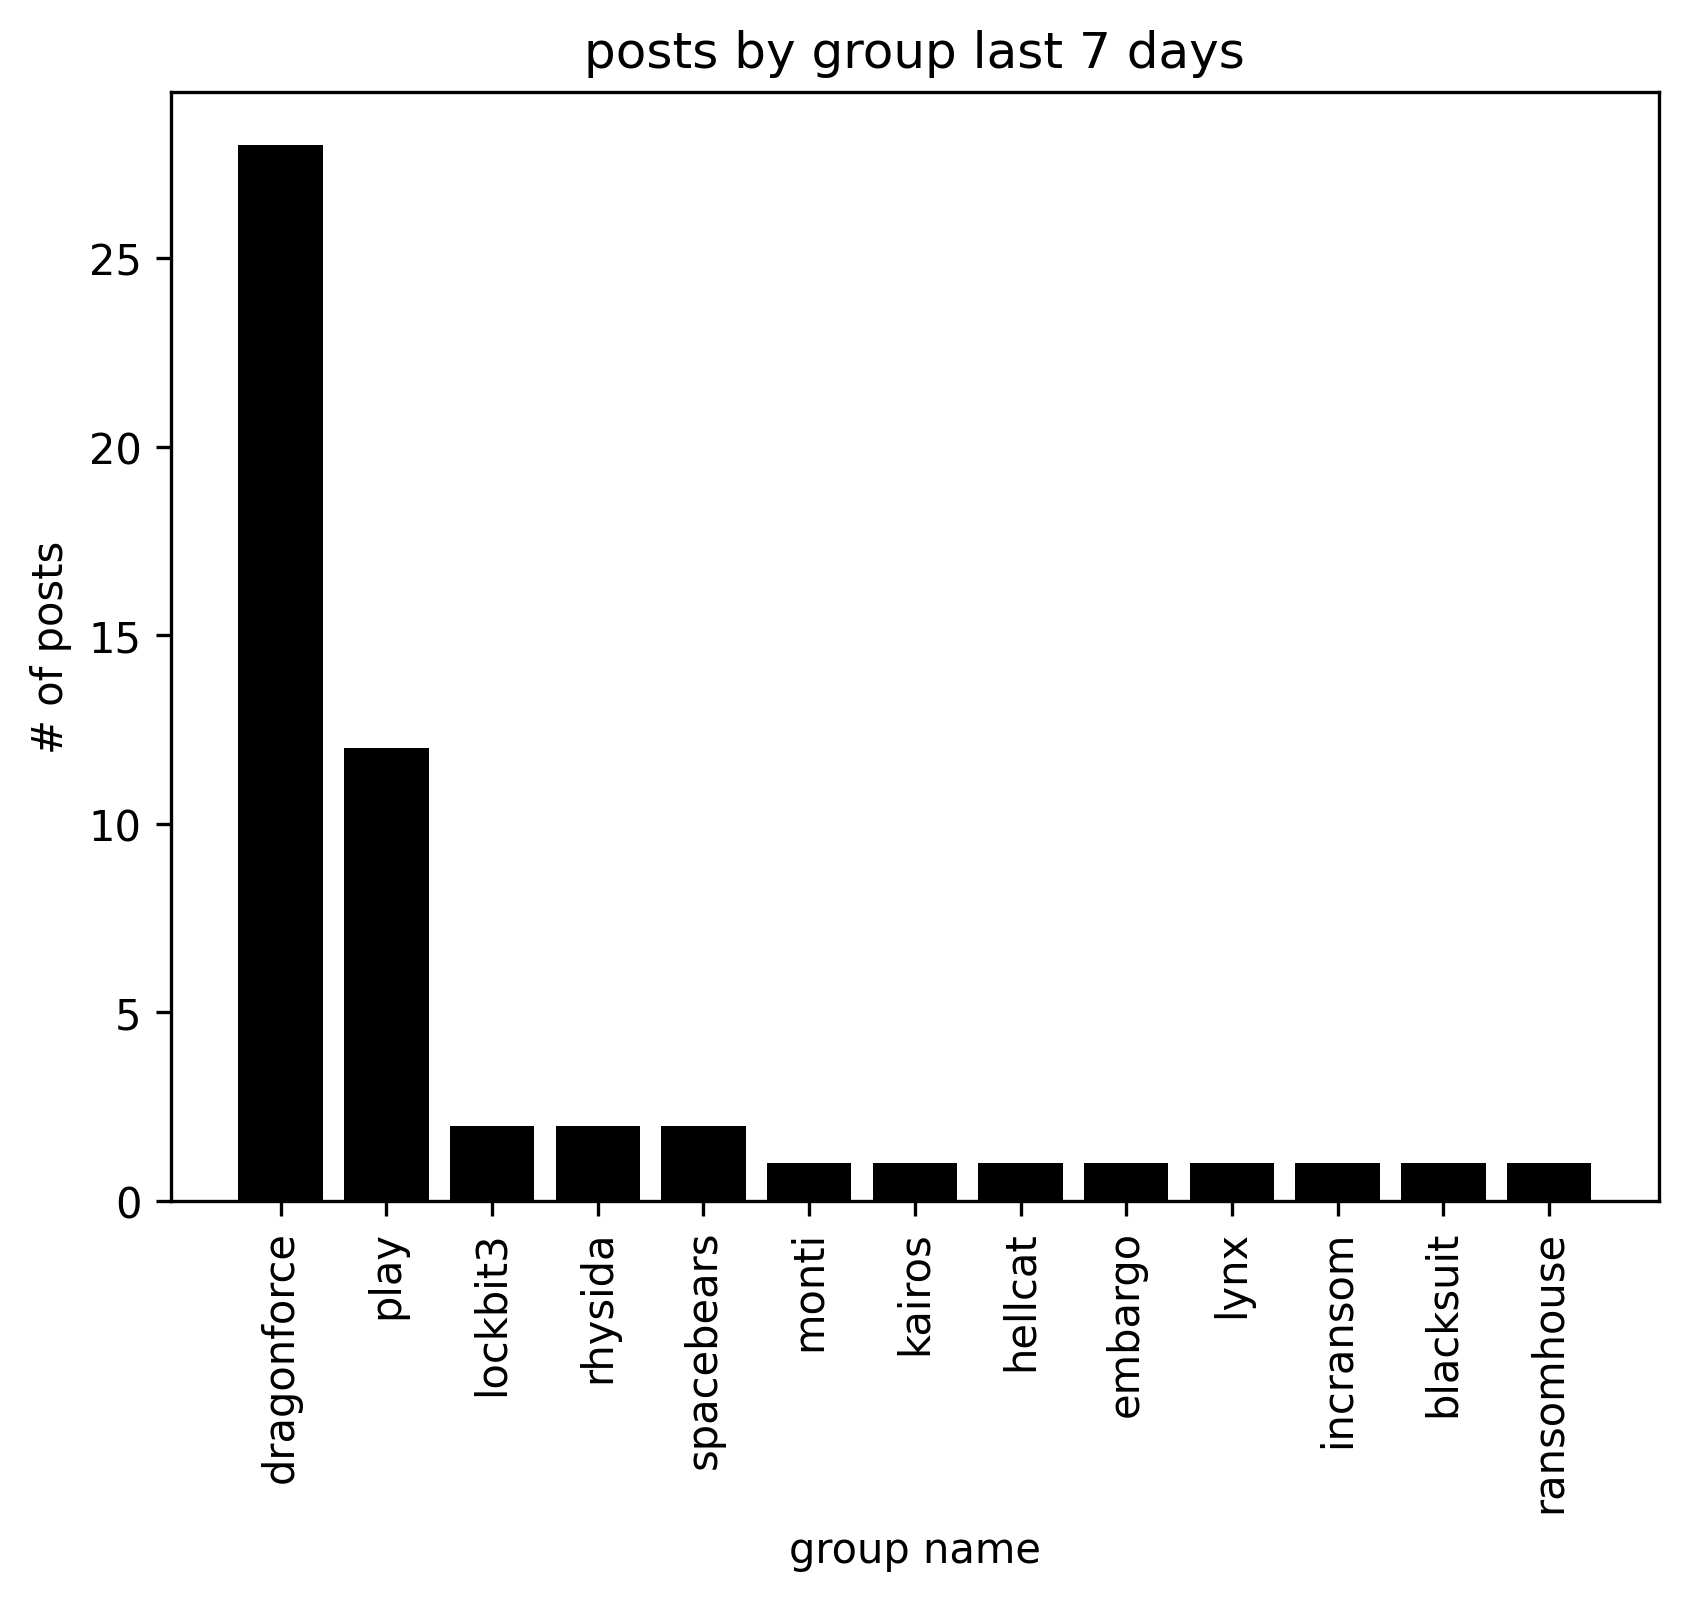 posts by group last 7 days
# of posts
25
20
15
10
5
0
dragonforce
play
lockbit3
rhysida
spacebears
monti
kairos
hellcat
embargo
lynx
incransom
blacksuit
ransomhouse
group name